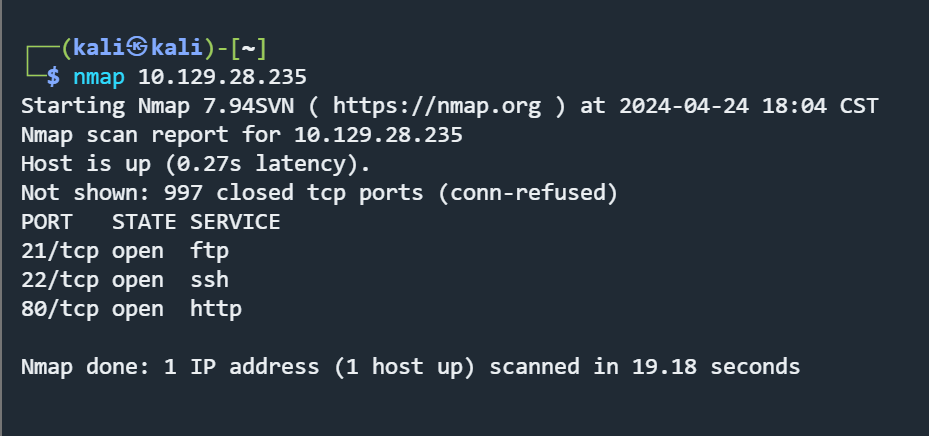 ┌──(kali㉿kali)-[~]
└─$ nmap 10.129.28.235
Starting Nmap 7.94SVN ( https://nmap.org ) at 2024-04-24 18:04 CST
Nmap scan report for 10.129.28.235
Host is up (0.27s latency).
Not shown: 997 closed tcp ports (conn-refused)
PORT   STATE SERVICE
21/tcp open  ftp
22/tcp open  ssh
80/tcp open  http
Nmap done: 1 IP address (1 host up) scanned in 19.18 seconds